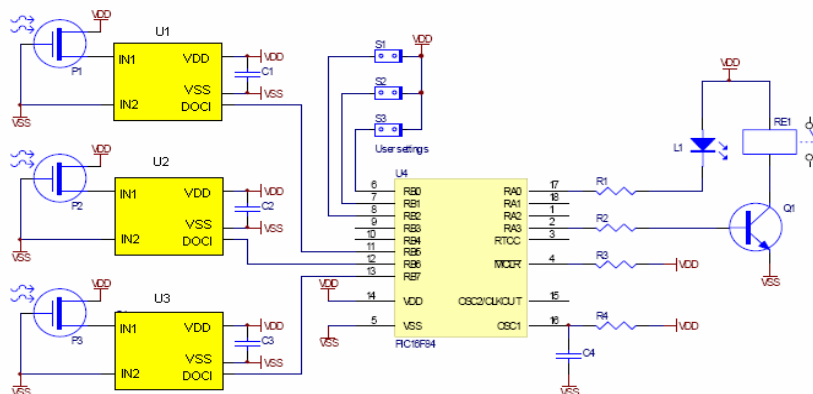 VDD
P1
VSS
U1
IN1
IN2
VDD
VSS
DOCI
VDD
C1
VSS
VDD
P2
VSS
U2
IN1
IN2
VDD
VSS
DOCI
VDD
C2
VSS
VDD
P3
VSS
U3
IN1
IN2
VDD
VSS
DOCI
VDD
C3
VSS
S1
S2
S3
VDD
User settings
U4
6 RB0
7 RB1
8 RB2
9 RB3
10 RB4
11 RB5
12 RB6
13 RB7
14 VDD
5 VSS
VDD
VSS
RA0 17
RA1 18
RA2 1
RA3 2
RTCC 3
MCLR 4
OSC2/CLKOUT 15
OSC1 16
PIC16F84
R1
R2
R3
VDD
R4
VDD
C4
VSS
VDD
L1
RE1
Q1
VSS